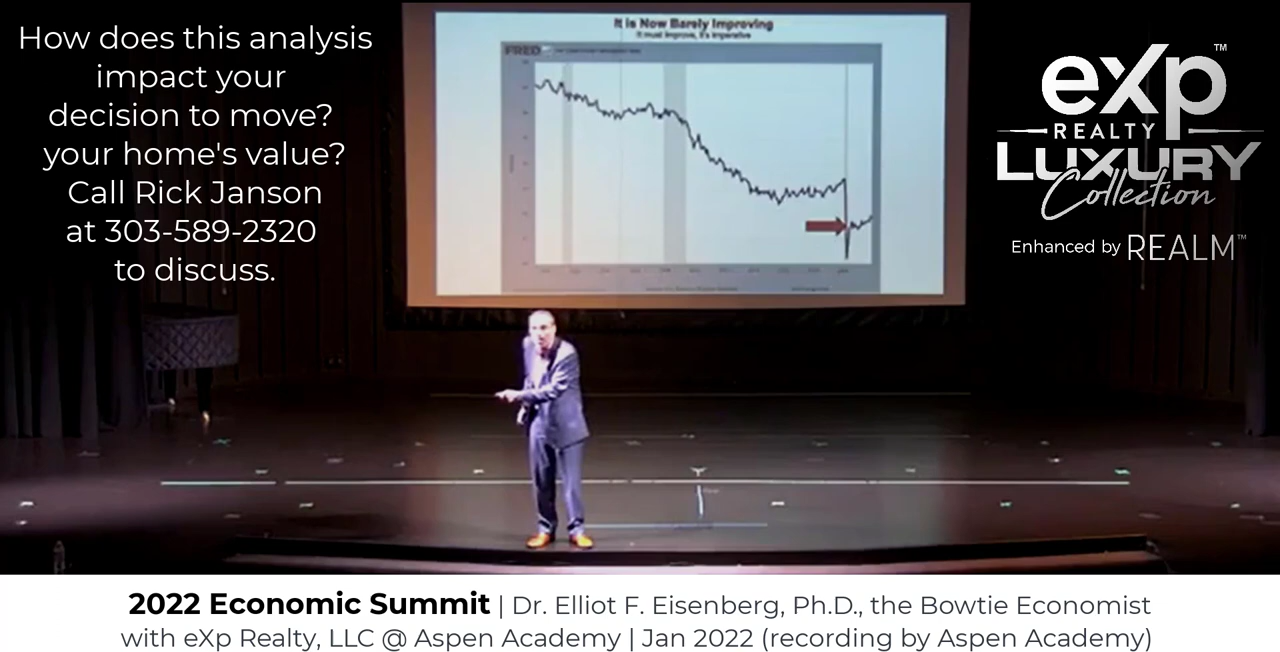 How does this analysis
impact your
decision to move?
your home's value?
Call Rick Janson
at 303-589-2320
to discuss.
It is Now Barely Improving
It must improve, it's imperative
FRED
eXp™
REALTY
LUXURY
Collection
Enhanced by REALM™
2022 Economic Summit | Dr. Elliot F. Eisenberg, Ph.D., the Bowtie Economist
with eXp Realty, LLC @ Aspen Academy | Jan 2022 (recording by Aspen Academy)